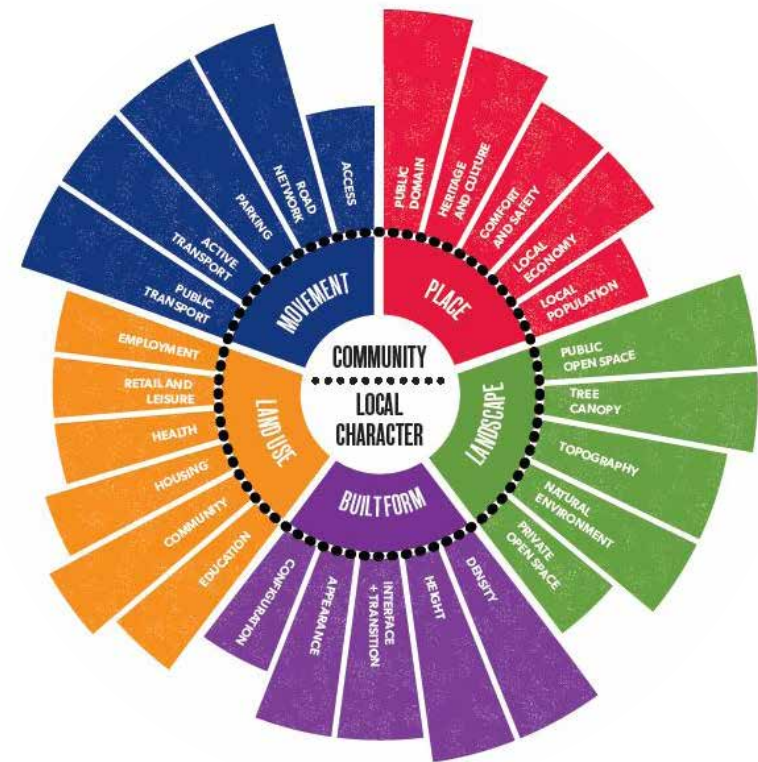 COMMUNITY
LOCAL
CHARACTER
MOVEMENT
PUBLIC
TRANSPORT
ACTIVE
TRANSPORT
PARKING
ROAD
NETWORK
ACCESS
PLACE
PUBLIC
DOMAIN
HERITAGE
AND CULTURE
COMFORT
AND SAFETY
LOCAL
ECONOMY
LOCAL
POPULATION
LANDSCAPE
PUBLIC
OPEN SPACE
TREE
CANOPY
TOPOGRAPHY
NATURAL
ENVIRONMENT
PRIVATE
OPEN SPACE
BUILT FORM
DENSITY
HEIGHT
INTERFACE
+ TRANSITION
APPEARANCE
CONFIGURATION
LAND USE
EDUCATION
COMMUNITY
HOUSING
HEALTH
RETAIL AND
LEISURE
EMPLOYMENT